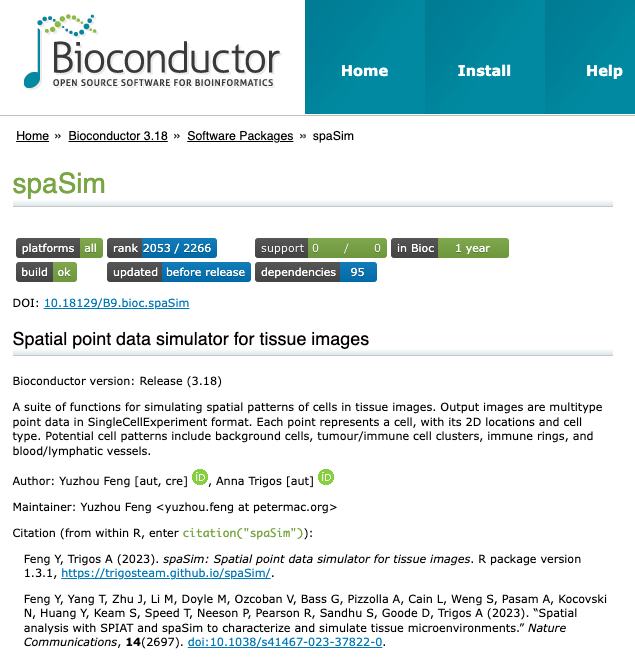 Bioconductor
OPEN SOURCE SOFTWARE FOR BIOINFORMATICS
Home
Install
Help
Home » Bioconductor 3.18 » Software Packages » spaSim
spaSim
platforms all rank 2053 / 2266 support 0 / 0 in Bioc 1 year
build ok updated before release dependencies 95
DOI: 10.18129/B9.bioc.spaSim
Spatial point data simulator for tissue images
Bioconductor version: Release (3.18)
A suite of functions for simulating spatial patterns of cells in tissue images. Output images are multitype
point data in SingleCellExperiment format. Each point represents a cell, with its 2D locations and cell
type. Potential cell patterns include background cells, tumour/immune cell clusters, immune rings, and
blood/lymphatic vessels.
Author: Yuzhou Feng [aut, cre] iD, Anna Trigos [aut] iD
Maintainer: Yuzhou Feng <yuzhou.feng at petermac.org>
Citation (from within R, enter citation("spaSim")):
Feng Y, Trigos A (2023). spaSim: Spatial point data simulator for tissue images. R package version
1.3.1, https://trigosteam.github.io/spaSim/.
Feng Y, Yang T, Zhu J, Li M, Doyle M, Ozcoban V, Bass G, Pizzolla A, Cain L, Weng S, Pasam A, Kocovski
N, Huang Y, Keam S, Speed T, Neeson P, Pearson R, Sandhu S, Goode D, Trigos A (2023). “Spatial
analysis with SPIAT and spaSim to characterize and simulate tissue microenvironments.” Nature
Communications, 14(2697). doi:10.1038/s41467-023-37822-0.